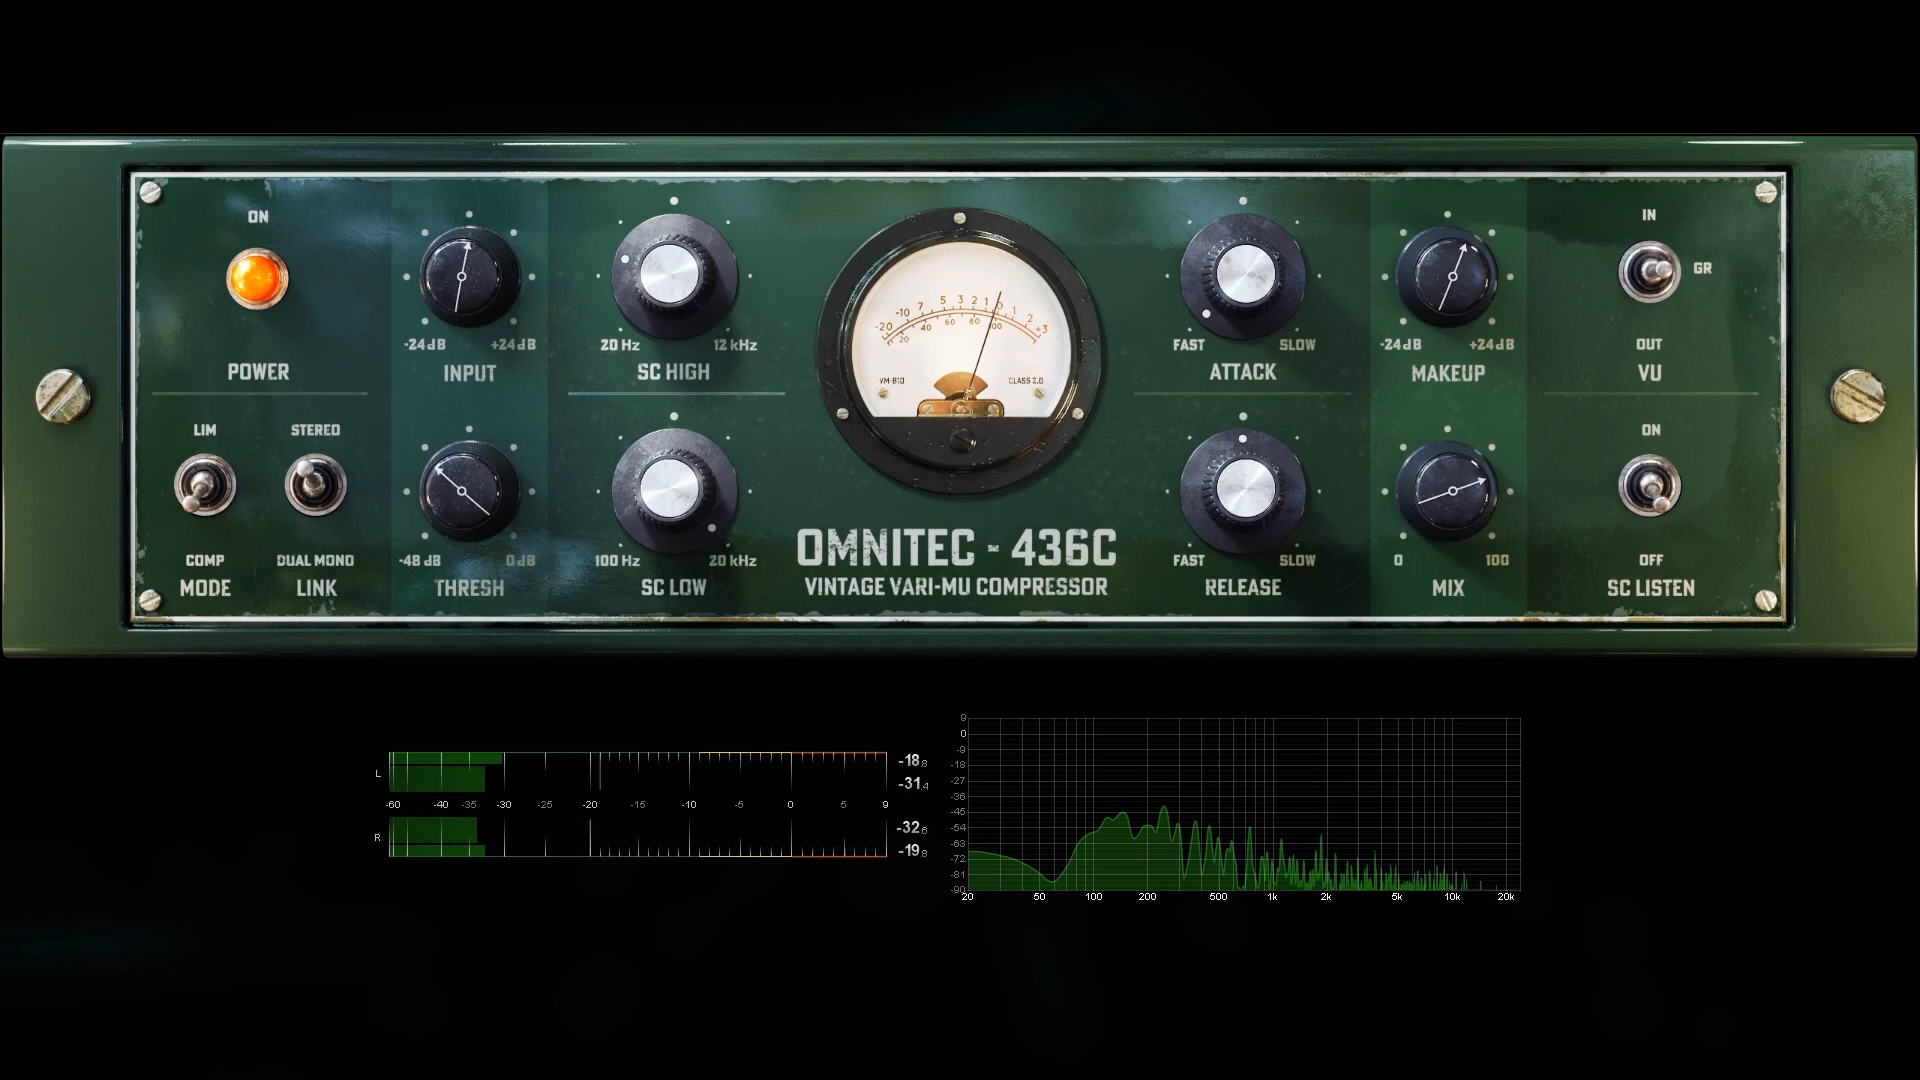 ON
POWER
LIM
STEREO
COMP
DUAL MONO
MODE
LINK
-24dB
+24dB
INPUT
-48 dB
0dB
THRESH
20 Hz
12 kHz
SC HIGH
100 Hz
20 kHz
SC LOW
-20 -10 7 5 3 2 1 0 1 2 +3
20 40 60 80 100
VM-B10
CLASS 2.0
OMNITEC - 436C
VINTAGE VARI-MU COMPRESSOR
FAST
SLOW
ATTACK
FAST
SLOW
RELEASE
-24dB
+24dB
MAKEUP
0
100
MIX
IN
GR
OUT
VU
ON
OFF
SC LISTEN
L
-18.8
-31.4
-60 -40 -35 -30 -25 -20 -15 -10 -5 0 5 9
R
-32.6
-19.8
9
0
-9
-18
-27
-36
-45
-54
-63
-72
-81
-90
20 50 100 200 500 1k 2k 5k 10k 20k